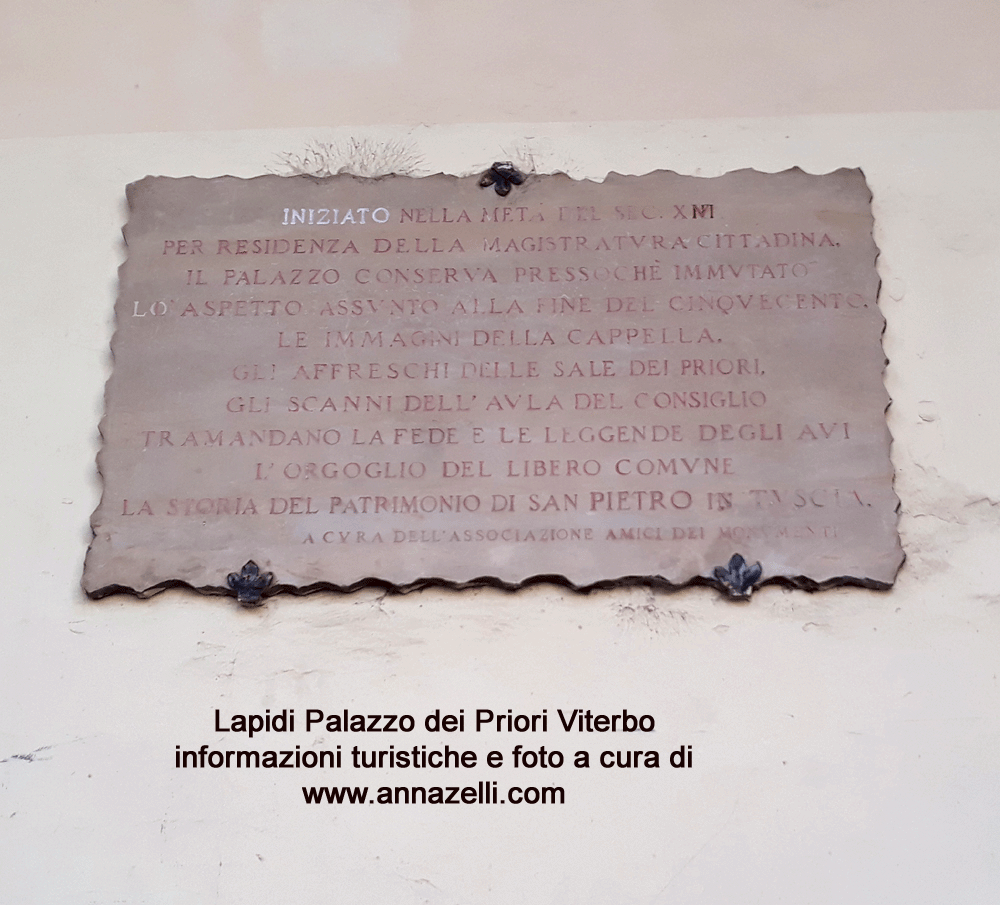 INIZIATO NELLA METÀ DEL SEC. XIII
PER RESIDENZA DELLA MAGISTRATVRA CITTADINA,
IL PALAZZO CONSERVA PRESSOCHÈ IMMVTATO
LO ASPETTO ASSVNTO ALLA FINE DEL CINQVECENTO.
LE IMMAGINI DELLA CAPPELLA,
GLI AFFRESCHI DELLE SALE DEI PRIORI,
GLI SCANNI DELL'AVLA DEL CONSIGLIO
TRAMANDANO LA FEDE E LE LEGGENDE DEGLI AVI
L'ORGOGLIO DEL LIBERO COMVNE
LA STORIA DEL PATRIMONIO DI SAN PIETRO IN TVSCIA.
A CVRA DELL'ASSOCIAZIONE AMICI DEI MONVMENTI
Lapidi Palazzo dei Priori Viterbo
informazioni turistiche e foto a cura di
www.annazelli.com